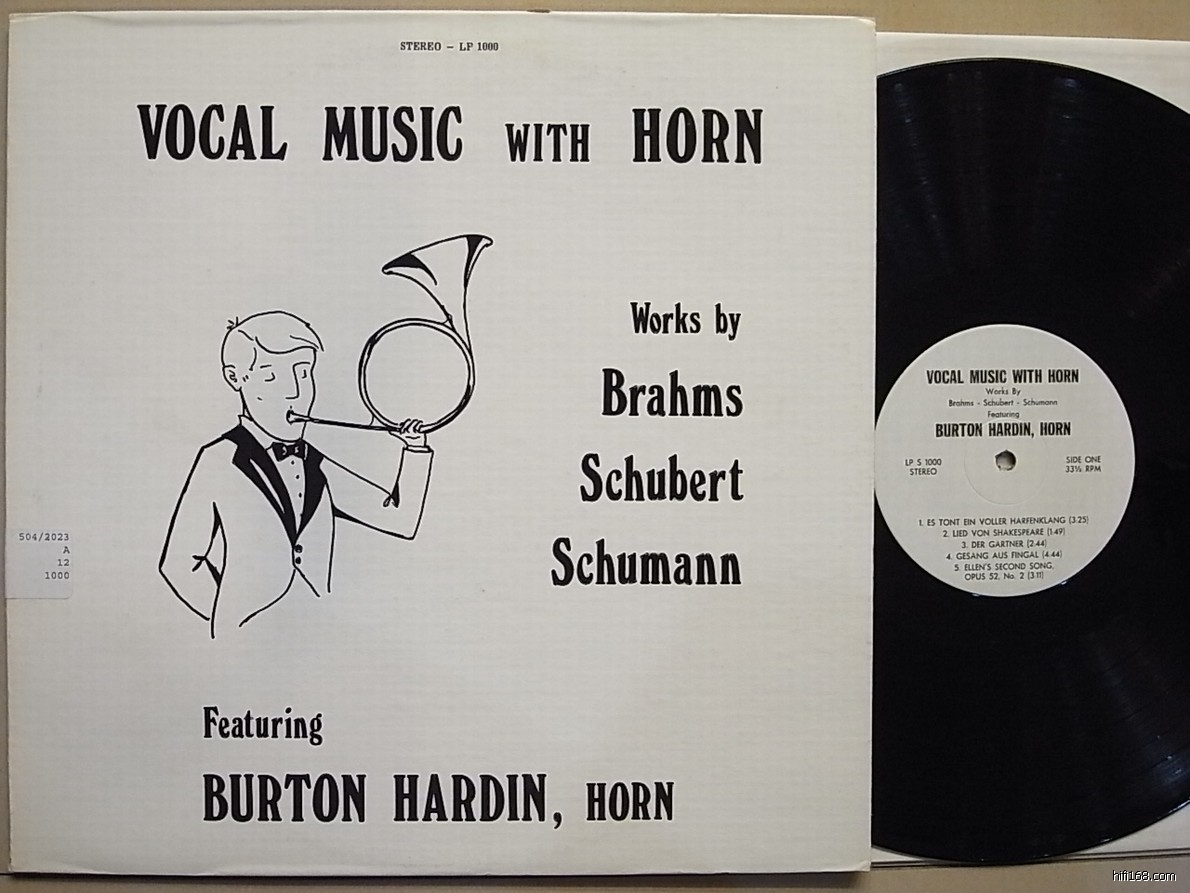 STEREO – LP 1000
VOCAL MUSIC WITH HORN
Works by
Brahms
Schubert
Schumann
504/2023
A
12
1000
Featuring
BURTON HARDIN, HORN
VOCAL MUSIC WITH HORN
Works By
Brahms - Schubert - Schumann
Featuring
BURTON HARDIN, HORN
LP S 1000
STEREO
SIDE ONE
33⅓ RPM
1. ES TONT EIN VOLLER HARFENKLANG (3:25)
2. LIED VON SHAKESPEARE (1:49)
3. DER GARTNER (2:44)
4. GESANG AUS FINGAL (4:44)
5. ELLEN'S SECOND SONG,
OPUS 52, No. 2 (3:11)
hifi168.com